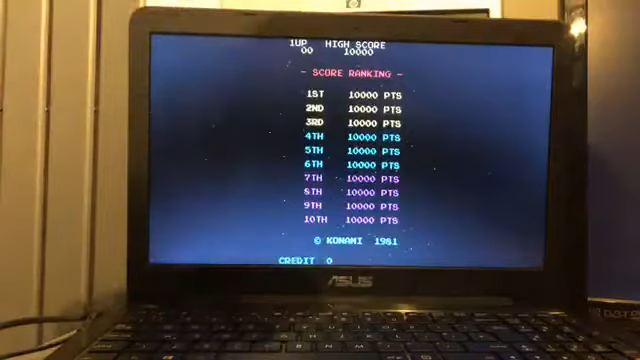 1UP HIGH SCORE
00 10000
- SCORE RANKING -
1ST 10000 PTS
2ND 10000 PTS
3RD 10000 PTS
4TH 10000 PTS
5TH 10000 PTS
6TH 10000 PTS
7TH 10000 PTS
8TH 10000 PTS
9TH 10000 PTS
10TH 10000 PTS
© KONAMI 1981
CREDIT 0
ASUS